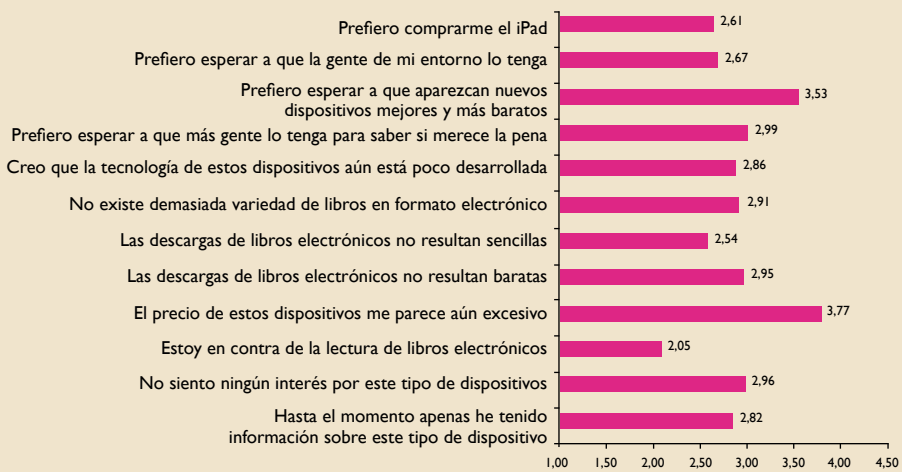 Prefiero comprarme el iPad 2,61
Prefiero esperar a que la gente de mi entorno lo tenga 2,67
Prefiero esperar a que aparezcan nuevos
dispositivos mejores y más baratos 3,53
Prefiero esperar a que más gente lo tenga para saber si merece la pena 2,99
Creo que la tecnología de estos dispositivos aún está poco desarrollada 2,86
No existe demasiada variedad de libros en formato electrónico 2,91
Las descargas de libros electrónicos no resultan sencillas 2,54
Las descargas de libros electrónicos no resultan baratas 2,95
El precio de estos dispositivos me parece aún excesivo 3,77
Estoy en contra de la lectura de libros electrónicos 2,05
No siento ningún interés por este tipo de dispositivos 2,96
Hasta el momento apenas he tenido
información sobre este tipo de dispositivo 2,82
1,00 1,50 2,00 2,50 3,00 3,50 4,00 4,50